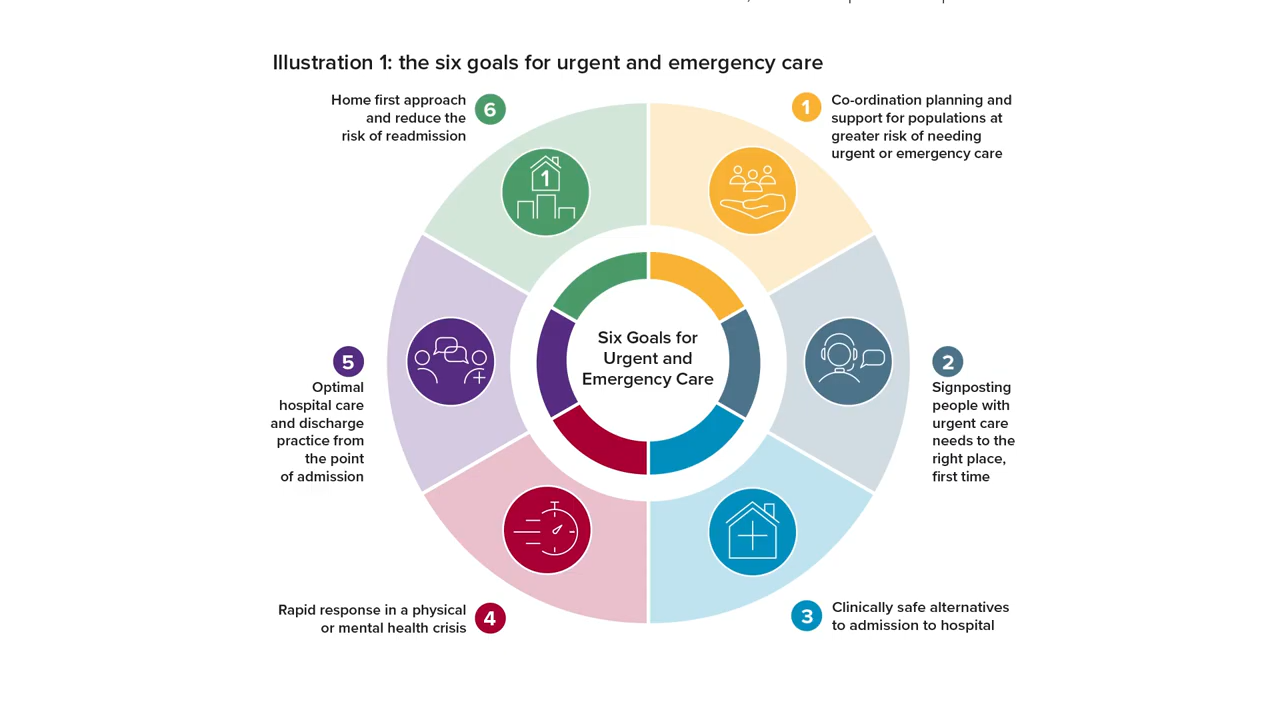 Illustration 1: the six goals for urgent and emergency care
1
Co-ordination planning and
support for populations at
greater risk of needing
urgent or emergency care
2
Signposting
people with
urgent care
needs to the
right place,
first time
3
Clinically safe alternatives
to admission to hospital
4
Rapid response in a physical
or mental health crisis
5
Optimal
hospital care
and discharge
practice from
the point
of admission
6
Home first approach
and reduce the
risk of readmission
1
Six Goals for
Urgent and
Emergency Care